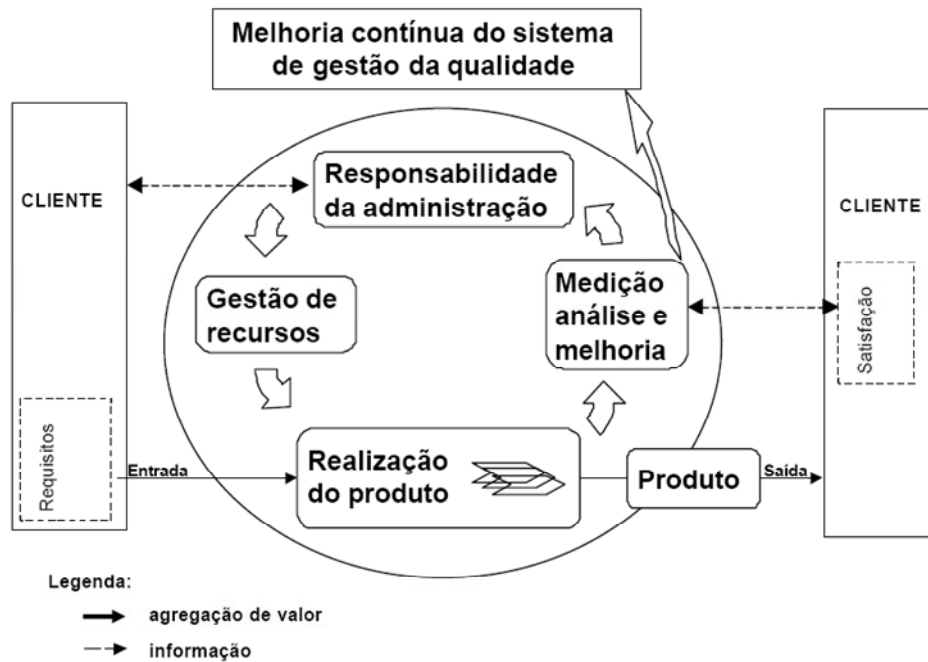 Melhoria contínua do sistema
de gestão da qualidade
CLIENTE
Requisitos
Responsabilidade
da administração
Gestão de
recursos
Medição
análise e
melhoria
Entrada
Realização
do produto
Produto
Saída
CLIENTE
Satisfação
Legenda:
agregação de valor
informação